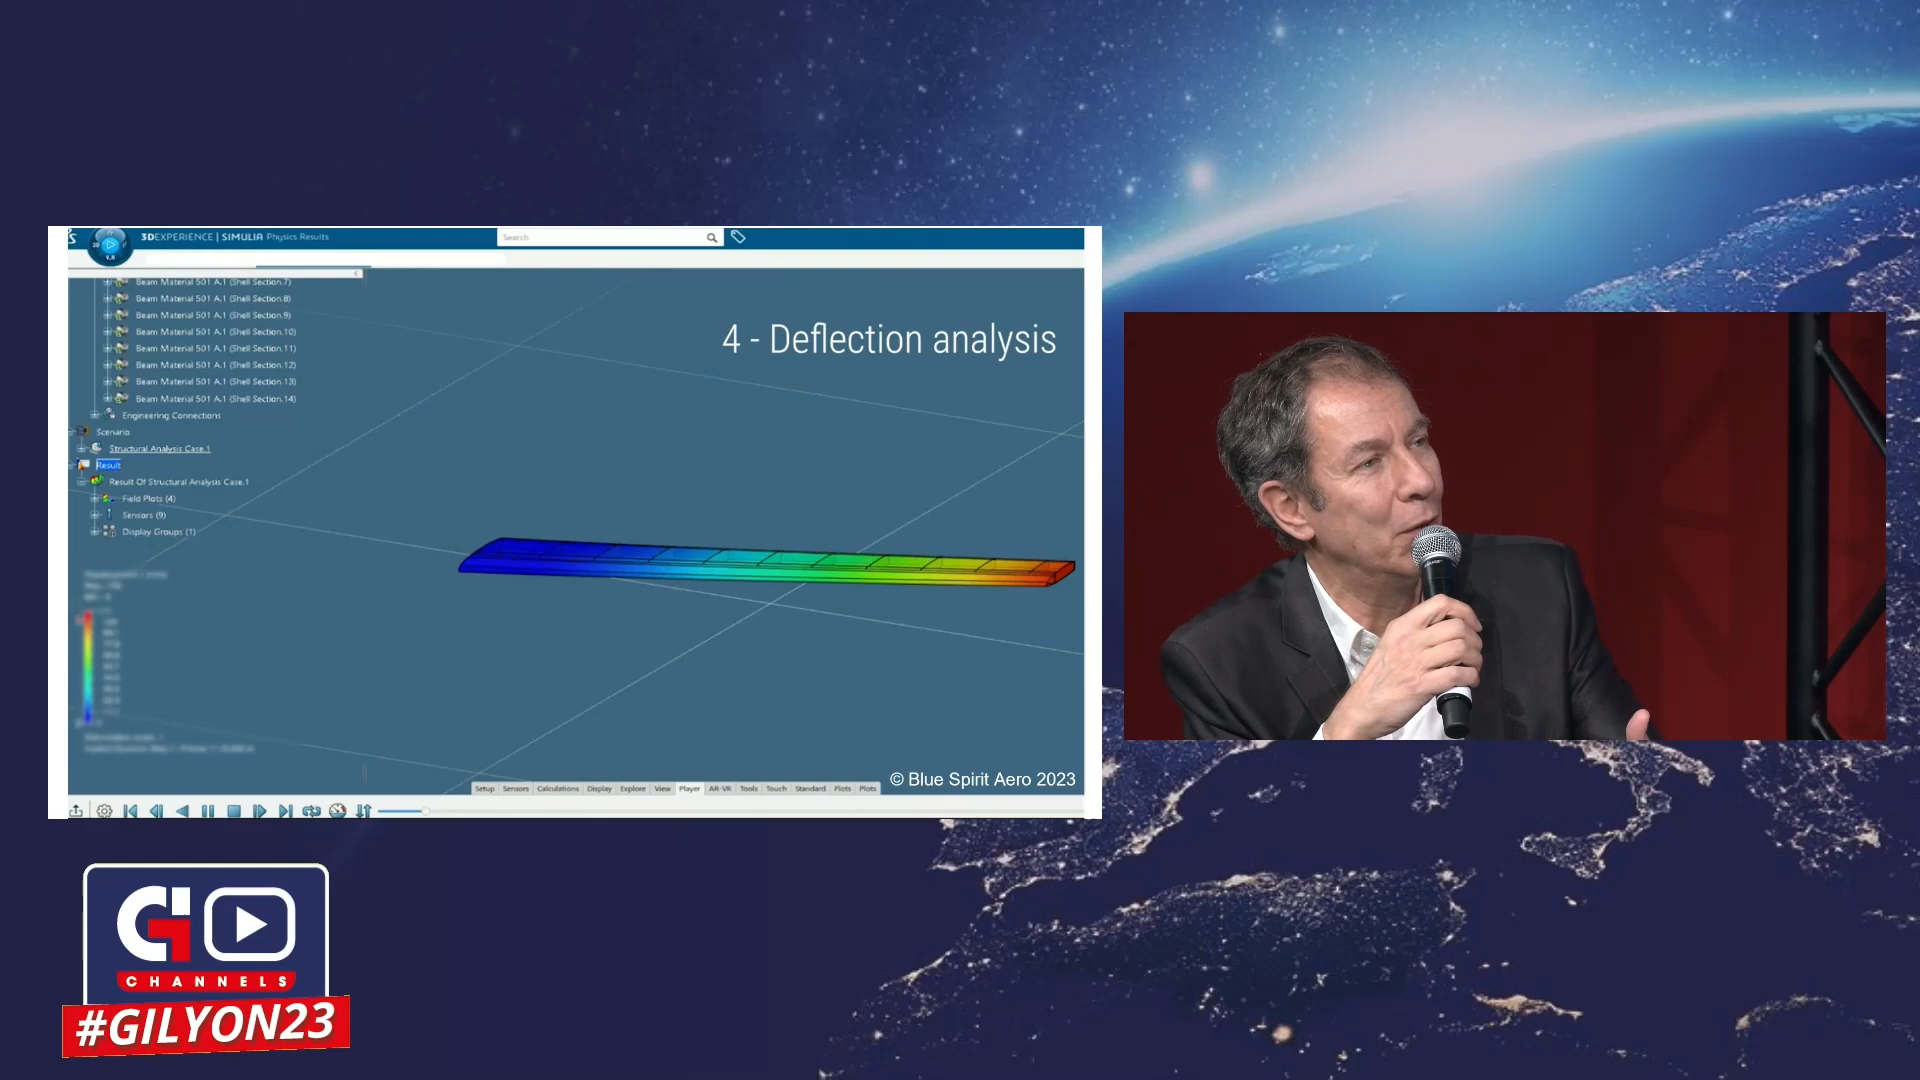 3DEXPERIENCE | SIMULIA Physics Results
Search
Beam Material 501 A.1 (Shell Section.7)
Beam Material 501 A.1 (Shell Section.8)
Beam Material 501 A.1 (Shell Section.9)
Beam Material 501 A.1 (Shell Section.10)
Beam Material 501 A.1 (Shell Section.11)
Beam Material 501 A.1 (Shell Section.12)
Beam Material 501 A.1 (Shell Section.13)
Beam Material 501 A.1 (Shell Section.14)
Engineering Connections
Scenario
Structural Analysis Case.1
Result
Result Of Structural Analysis Case.1
Field Plots (4)
Sensors (9)
Display Groups (1)
4 - Deflection analysis
© Blue Spirit Aero 2023
Setup Sensors Calculations Display Explore View Player AR-VR Tools Touch Standard Plots Plots
GI
CHANNELS
#GILYON23